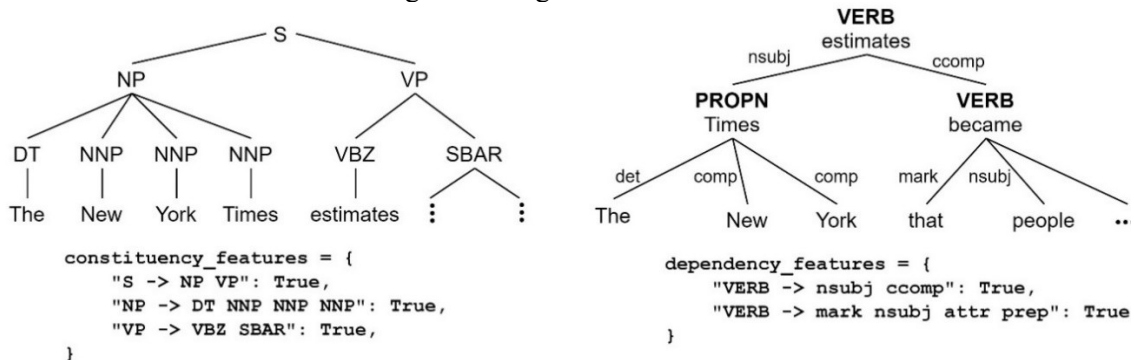 S
NP VP
DT NNP NNP NNP VBZ SBAR
The New York Times estimates
constituency_features = {
"S -> NP VP": True,
"NP -> DT NNP NNP NNP": True,
"VP -> VBZ SBAR": True,
}
VERB
estimates
nsubj ccomp
PROPN VERB
Times became
det comp comp mark nsubj
The New York that people ...
dependency_features = {
"VERB -> nsubj ccomp": True,
"VERB -> mark nsubj attr prep": True
}